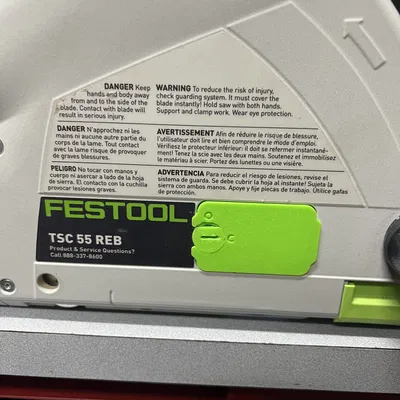 DANGER Keep
hands and body away
from and to the side of the
blade. Contact with blade will
result in serious injury.
WARNING To reduce the risk of injury,
check guarding system. It must cover the
blade instantly! Hold saw with both hands.
Support and clamp work. Wear eye protection.
DANGER N'approchez ni les
mains ni aucune autre partie du
corps de la lame. Tout contact
avec la lame risque de provoquer
de graves blessures.
AVERTISSEMENT Afin de réduire le risque de blessure,
l'utilisateur doit lire et bien comprendre le mode d'emploi.
Vérifiez le protecteur inférieur: il doit se refermer instantané-
ment! Tenez la scie avec les deux mains. Soutenez et immobilisez
le matériau à scier. Portez des lunettes ou une visière.
PELIGRO No tocar con manos y
cuerpo ni acercar al lado de la hoja
de sierra. El contacto con la cuchilla
provocar lesiones graves.
ADVERTENCIA Para reducir el riesgo de lesiones, revise el
sistema de guarda. Se debe cubrir la hoja al instante! Sujete la
sierra con ambos manos. Apoye y fije piezas de trabajo. Utilice gafas
de protección.
FESTOOL
TSC 55 REB
Product & Service Questions?
Call 888-337-8600
O
C